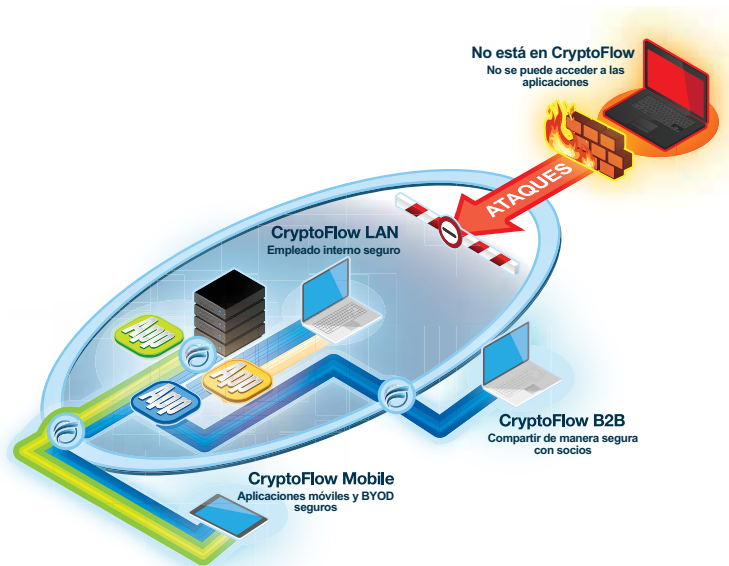 No está en CryptoFlow
No se puede acceder a las
aplicaciones
ATAQUES
CryptoFlow LAN
Empleado interno seguro
App
App
App
CryptoFlow B2B
Compartir de manera segura
con socios
CryptoFlow Mobile
Aplicaciones móviles y BYOD
seguros